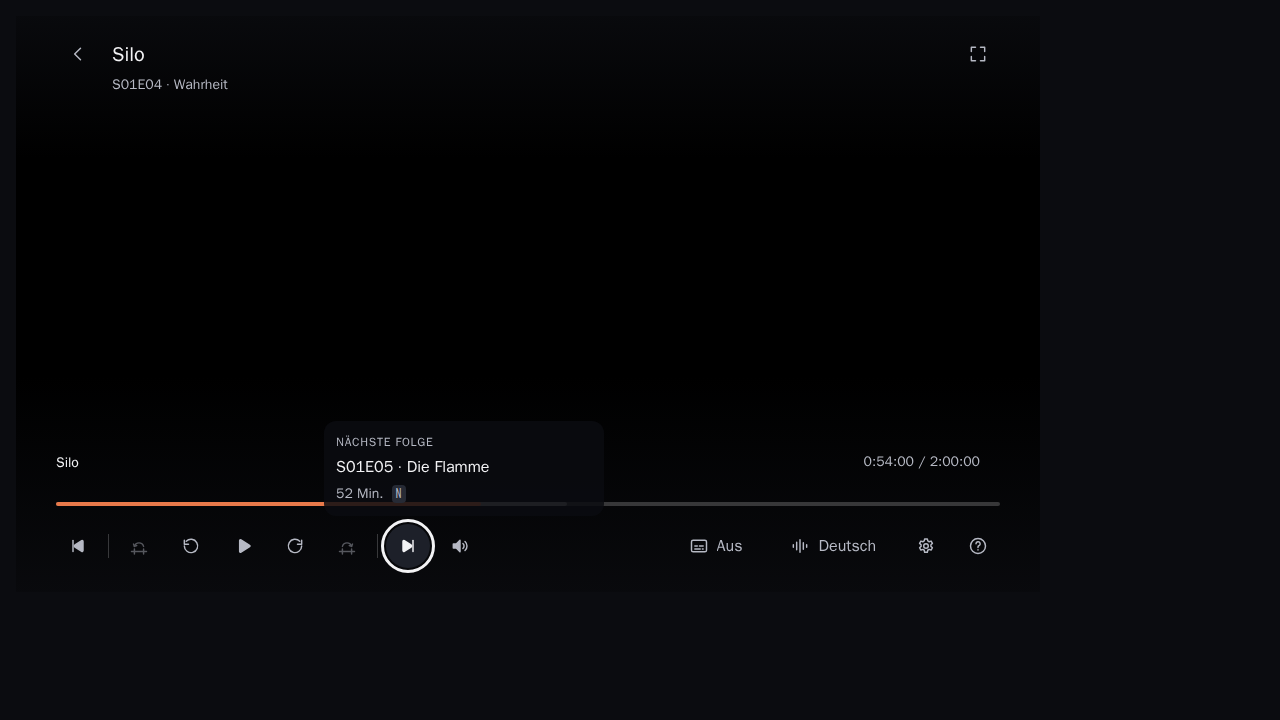 Silo
S01E04 · Wahrheit
NÄCHSTE FOLGE
S01E05 · Die Flamme
52 Min. N
Silo
0:54:00 / 2:00:00
Aus
Deutsch